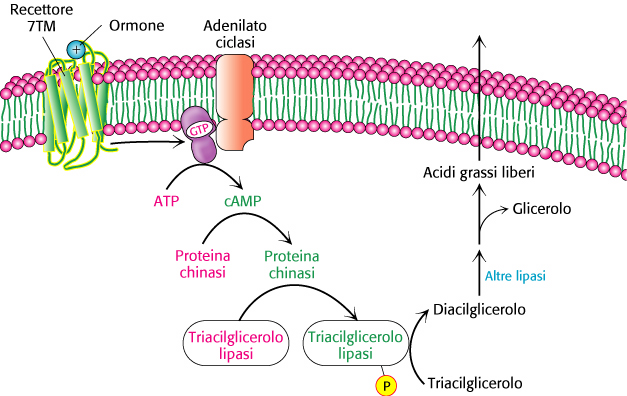 Recettore
7TM
Ormone
+
Adenilato
ciclasi
GTP
ATP
cAMP
Proteina
chinasi
Proteina
chinasi
Triacilglicerolo
lipasi
Triacilglicerolo
lipasi
P
Acidi grassi liberi
Glicerolo
Altre lipasi
Diacilglicerolo
Triacilglicerolo